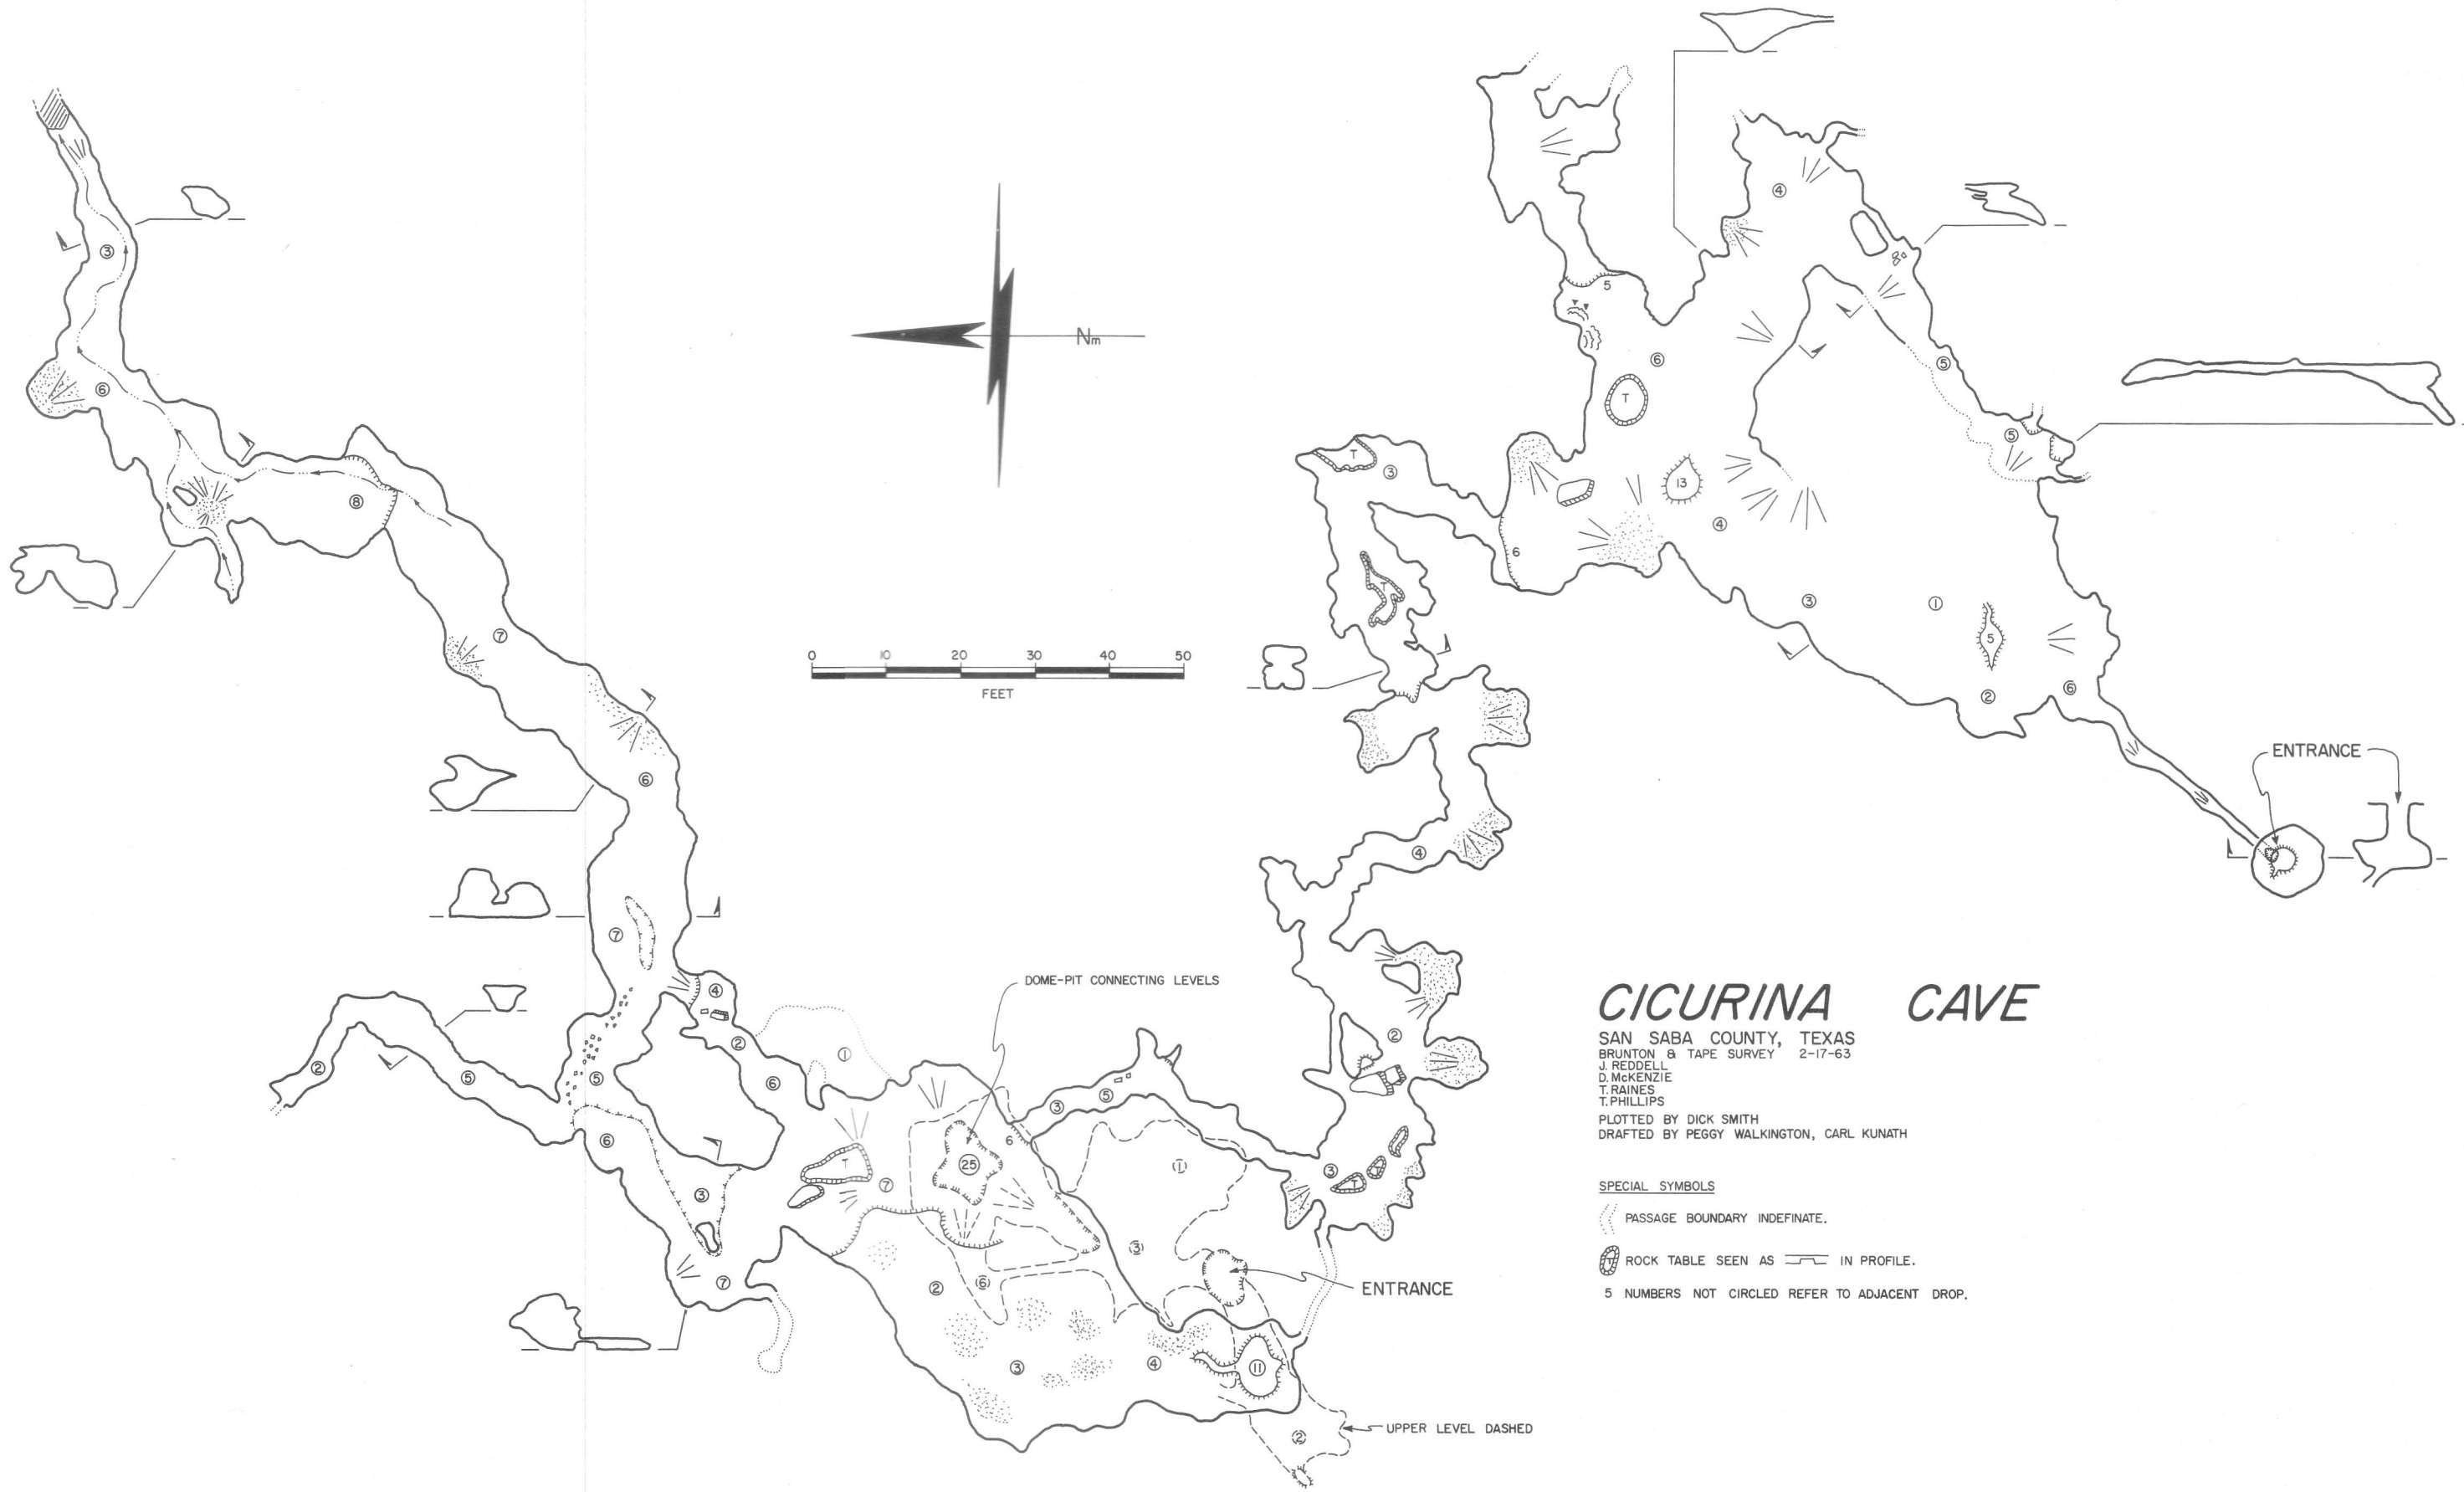 3
5
4
6
T
5
5
6
T
3
13
8
4
6
T
7
3
1
5
2
6
Nm
0 10 20 30 40 50
FEET
6
4
ENTRANCE
7
DOME-PIT CONNECTING LEVELS
4
2
1
6
2
5
5
2
3
5
6
6
3
T
7
25
1
3
T
7
3
2
6
ENTRANCE
3
4
11
UPPER LEVEL DASHED
2
CICURINA CAVE
SAN SABA COUNTY, TEXAS
BRUNTON & TAPE SURVEY 2-17-63
J. REDDELL
D. McKENZIE
T. RAINES
T. PHILLIPS
PLOTTED BY DICK SMITH
DRAFTED BY PEGGY WALKINGTON, CARL KUNATH
SPECIAL SYMBOLS
PASSAGE BOUNDARY INDEFINATE.
ROCK TABLE SEEN AS IN PROFILE.
5 NUMBERS NOT CIRCLED REFER TO ADJACENT DROP.